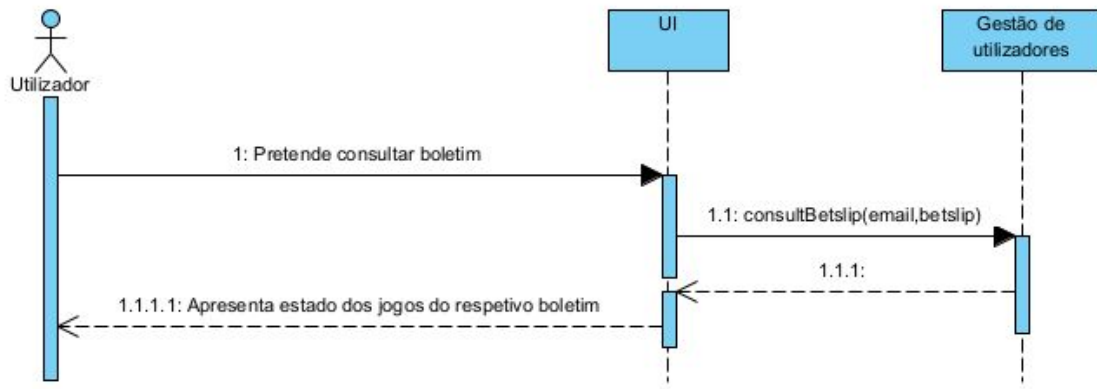 UI
Gestão de
utilizadores
Utilizador
1: Pretende consultar boletim
1.1: consultBetslip(email,betslip)
1.1.1:
1.1.1.1: Apresenta estado dos jogos do respetivo boletim